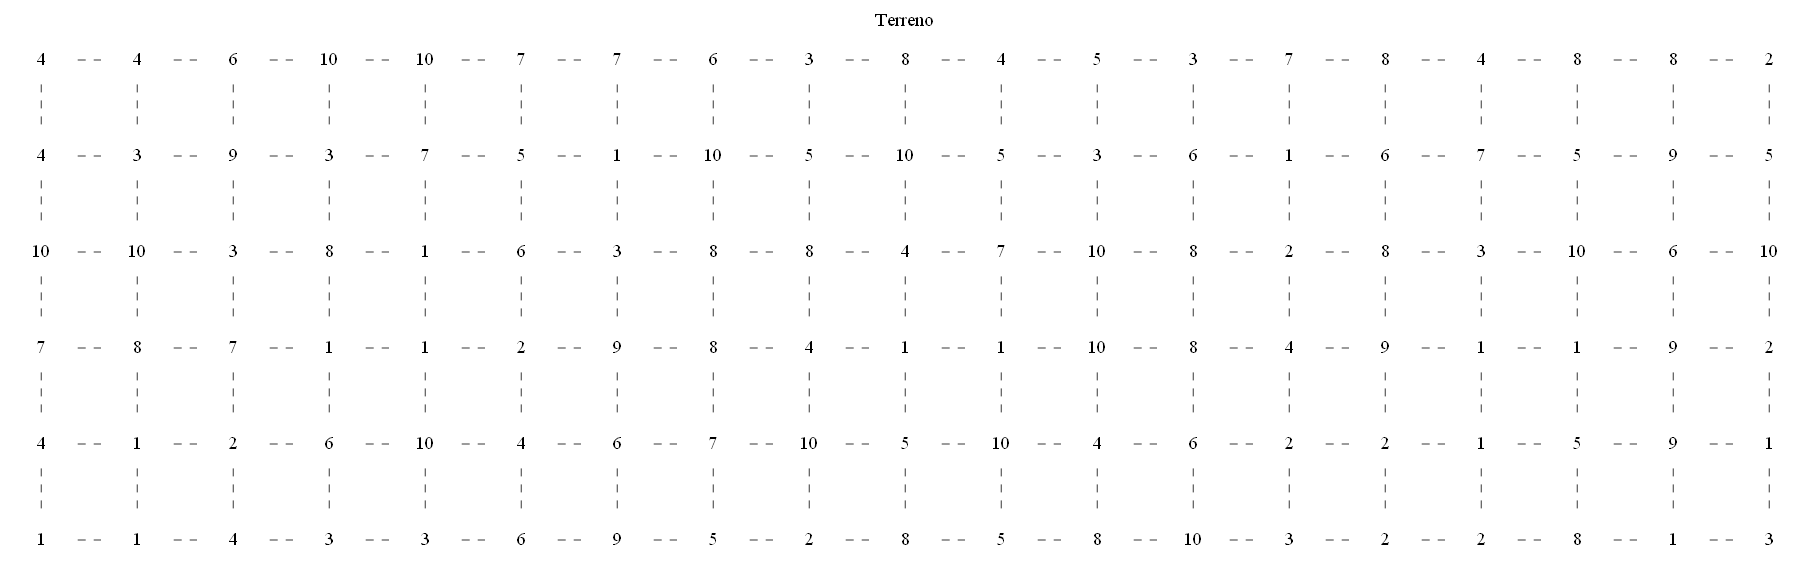 Terreno
4 -- 4 -- 6 -- 10 -- 10 -- 7 -- 7 -- 6 -- 3 -- 8 -- 4 -- 5 -- 3 -- 7 -- 8 -- 4 -- 8 -- 8 -- 2
4 -- 3 -- 9 -- 3 -- 7 -- 5 -- 1 -- 10 -- 5 -- 10 -- 5 -- 3 -- 6 -- 1 -- 6 -- 7 -- 5 -- 9 -- 5
10 -- 10 -- 3 -- 8 -- 1 -- 6 -- 3 -- 8 -- 8 -- 4 -- 7 -- 10 -- 8 -- 2 -- 8 -- 3 -- 10 -- 6 -- 10
7 -- 8 -- 7 -- 1 -- 1 -- 2 -- 9 -- 8 -- 4 -- 1 -- 1 -- 10 -- 8 -- 4 -- 9 -- 1 -- 1 -- 9 -- 2
4 -- 1 -- 2 -- 6 -- 10 -- 4 -- 6 -- 7 -- 10 -- 5 -- 10 -- 4 -- 6 -- 2 -- 2 -- 1 -- 5 -- 9 -- 1
1 -- 1 -- 4 -- 3 -- 3 -- 6 -- 9 -- 5 -- 2 -- 8 -- 5 -- 8 -- 10 -- 3 -- 2 -- 2 -- 8 -- 1 -- 3